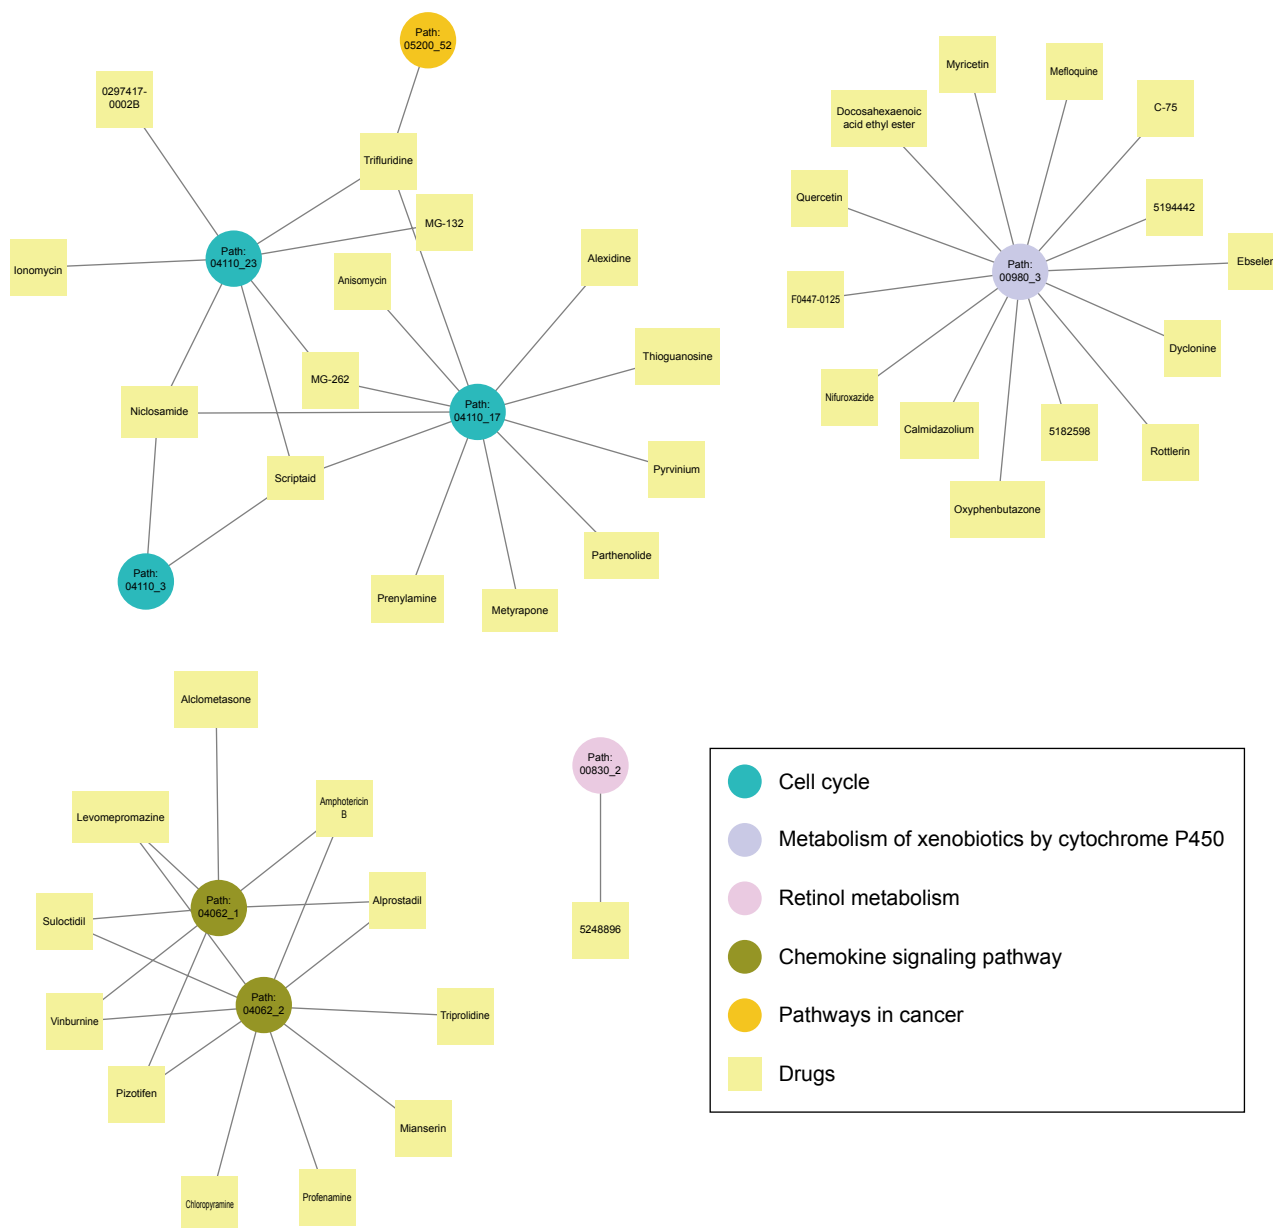 Path:
05200_52
0297417-
0002B
Trifluridine
MG-132
Path:
04110_23
Ionomycin
Anisomycin
Alexidine
MG-262
Thioguanosine
Niclosamide
Path:
04110_17
Scriptaid
Pyrvinium
Parthenolide
Path:
04110_3
Prenylamine
Metyrapone
Myricetin
Mefloquine
Docosahexaenoic
acid ethyl ester
C-75
Quercetin
5194442
Path:
00980_3
Ebselen
F0447-0125
Dyclonine
Nifuroxazide
Calmidazolium
5182598
Rottlerin
Oxyphenbutazone
Alclometasone
Levomepromazine
Amphotericin
B
Path:
04062_1
Alprostadil
Suloctidil
Path:
04062_2
Triprolidine
Vinburnine
Pizotifen
Mianserin
Chloropyramine
Profenamine
Path:
00830_2
5248896
Cell cycle
Metabolism of xenobiotics by cytochrome P450
Retinol metabolism
Chemokine signaling pathway
Pathways in cancer
Drugs